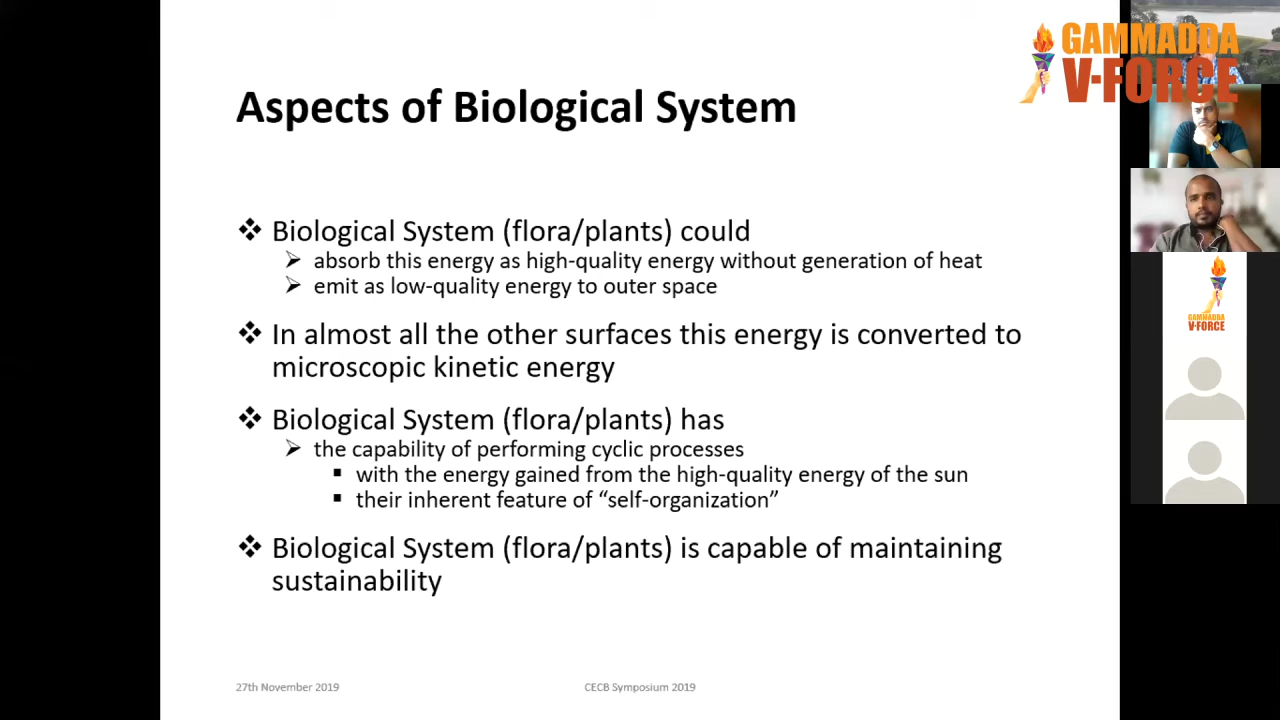 GAMMADDA
V-FORCE
Aspects of Biological System
❖ Biological System (flora/plants) could
➢ absorb this energy as high-quality energy without generation of heat
➢ emit as low-quality energy to outer space
❖ In almost all the other surfaces this energy is converted to
microscopic kinetic energy
❖ Biological System (flora/plants) has
➢ the capability of performing cyclic processes
▪ with the energy gained from the high-quality energy of the sun
▪ their inherent feature of “self-organization”
❖ Biological System (flora/plants) is capable of maintaining
sustainability
27th November 2019
CECB Symposium 2019
GAMMADDA
V-FORCE